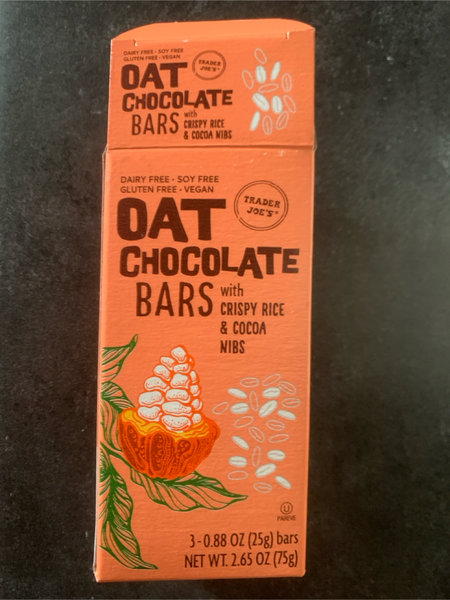 DAIRY FREE · SOY FREE
GLUTEN FREE · VEGAN
TRADER
JOE'S®
OAT
CHOCOLATE
BARS with
CRISPY RICE
& COCOA NIBS
DAIRY FREE · SOY FREE
GLUTEN FREE · VEGAN
TRADER
JOE'S®
OAT
CHOCOLATE
BARS with
CRISPY RICE
& COCOA
NIBS
U
PAREVE
3-0.88 OZ (25g) bars
NET WT. 2.65 OZ (75g)